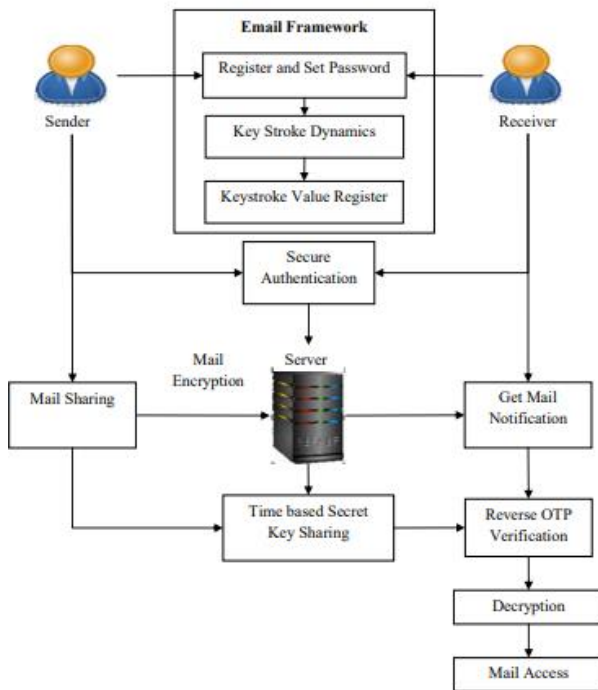 Email Framework
Register and Set Password
Sender
Receiver
Key Stroke Dynamics
Keystroke Value Register
Secure
Authentication
Server
Mail
Encryption
Mail Sharing
Get Mail
Notification
Time based Secret
Key Sharing
Reverse OTP
Verification
Decryption
Mail Access